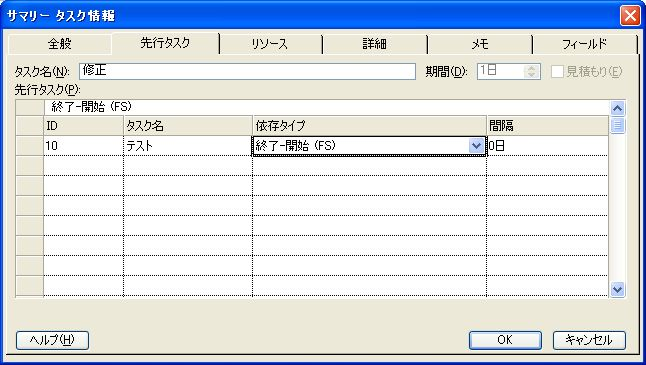 サマリー タスク情報
全般 先行タスク リソース 詳細 メモ フィールド
タスク名(N): 修正 期間(D): 1日 見積もり(E)
先行タスク(P):
終了-開始 (FS)
ID タスク名 依存タイプ 間隔
10 テスト 終了-開始 (FS) 0日
ヘルプ(H) OK キャンセル